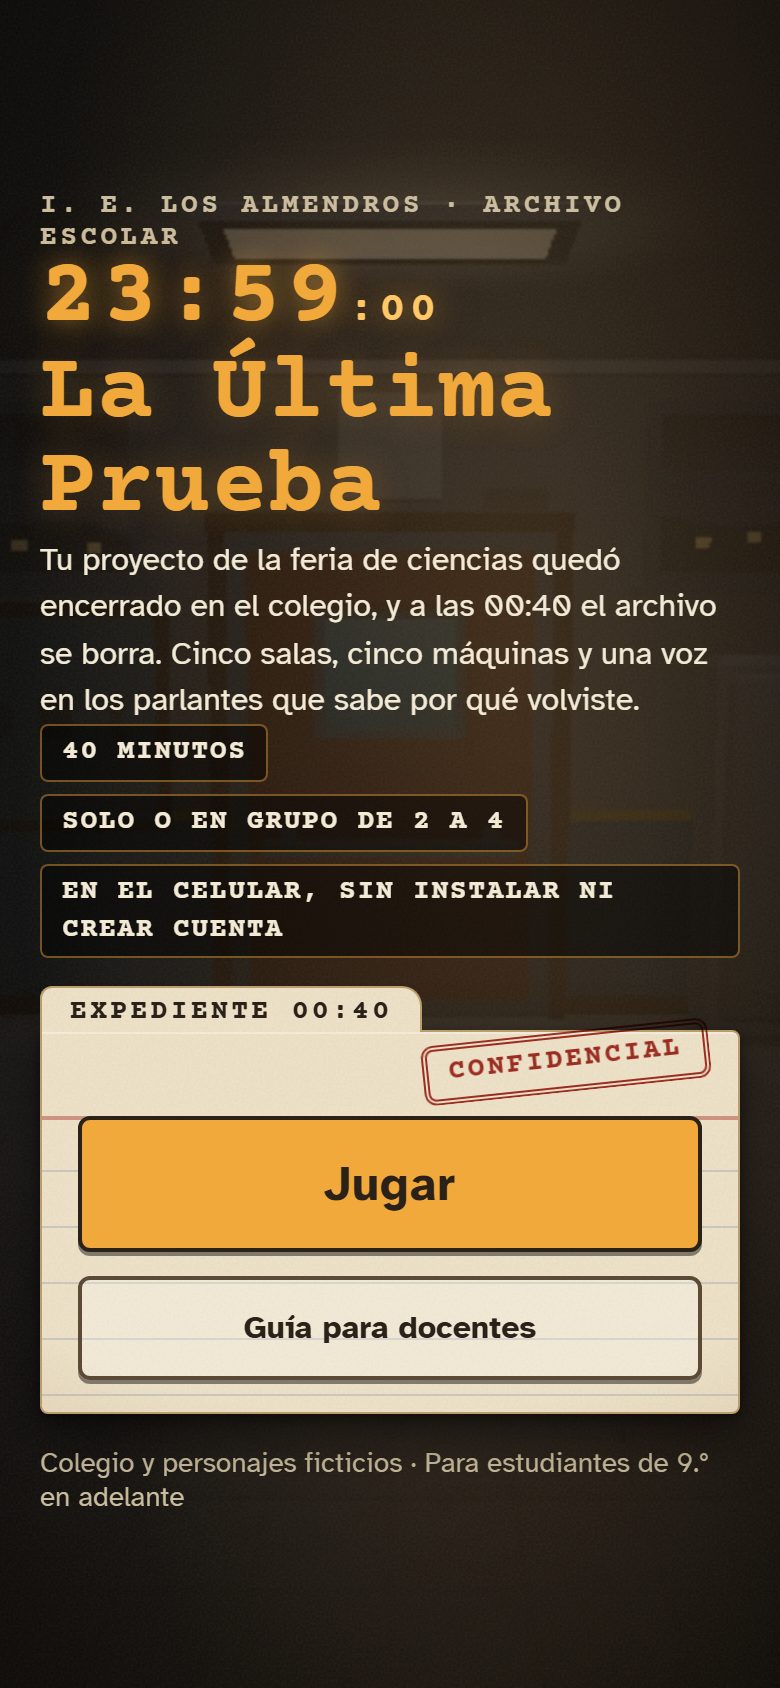 I. E. LOS ALMENDROS · ARCHIVO
ESCOLAR
23:59:00
La Última
Prueba
Tu proyecto de la feria de ciencias quedó
encerrado en el colegio, y a las 00:40 el archivo
se borra. Cinco salas, cinco máquinas y una voz
en los parlantes que sabe por qué volviste.
40 MINUTOS
SOLO O EN GRUPO DE 2 A 4
EN EL CELULAR, SIN INSTALAR NI
CREAR CUENTA
EXPEDIENTE 00:40
CONFIDENCIAL
Jugar
Guía para docentes
Colegio y personajes ficticios · Para estudiantes de 9.°
en adelante